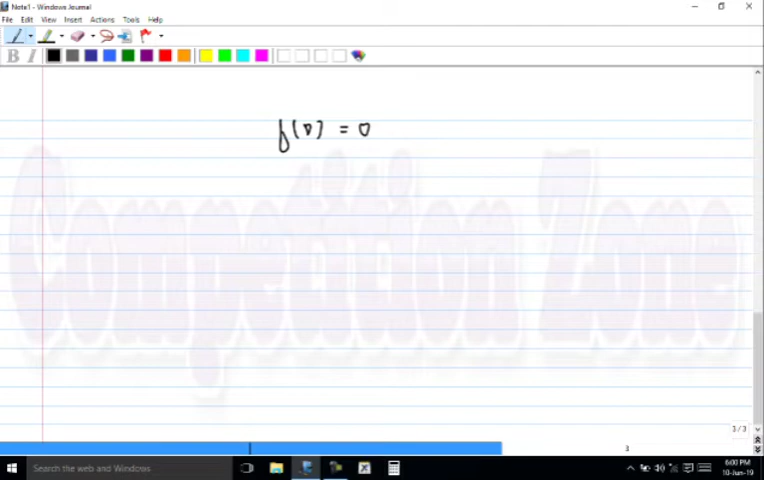 Note1 - Windows Journal
File Edit View Insert Actions Tools Help
B I
f(0) = 0
Competition Zone
3/3
3
Search the web and Windows
6:00 PM
10-Jun-19